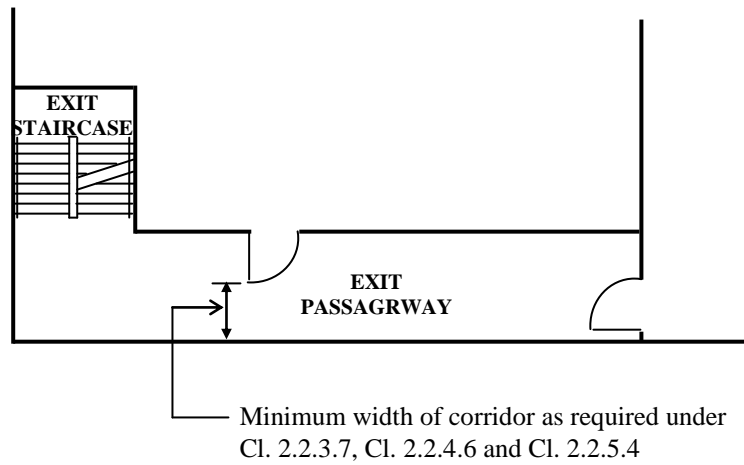 EXIT
STAIRCASE
EXIT
PASSAGRWAY
Minimum width of corridor as required under
Cl. 2.2.3.7, Cl. 2.2.4.6 and Cl. 2.2.5.4